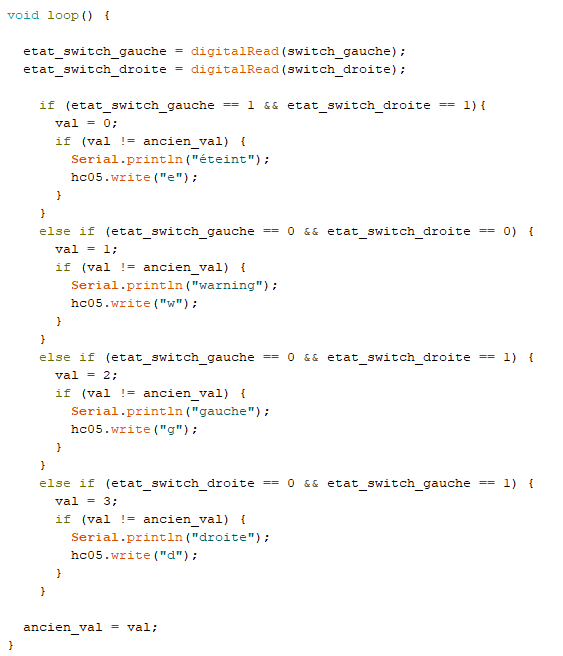 void loop() {

  etat_switch_gauche = digitalRead(switch_gauche);
  etat_switch_droite = digitalRead(switch_droite);

    if (etat_switch_gauche == 1 && etat_switch_droite == 1){
      val = 0;
      if (val != ancien_val) {
        Serial.println("éteint");
        hc05.write("e");
      }
    }
    else if (etat_switch_gauche == 0 && etat_switch_droite == 0) {
      val = 1;
      if (val != ancien_val) {
        Serial.println("warning");
        hc05.write("w");
      }
    }
    else if (etat_switch_gauche == 0 && etat_switch_droite == 1) {
      val = 2;
      if (val != ancien_val) {
        Serial.println("gauche");
        hc05.write("g");
      }
    }
    else if (etat_switch_droite == 0 && etat_switch_gauche == 1) {
      val = 3;
      if (val != ancien_val) {
        Serial.println("droite");
        hc05.write("d");
      }
    }

  ancien_val = val;
}